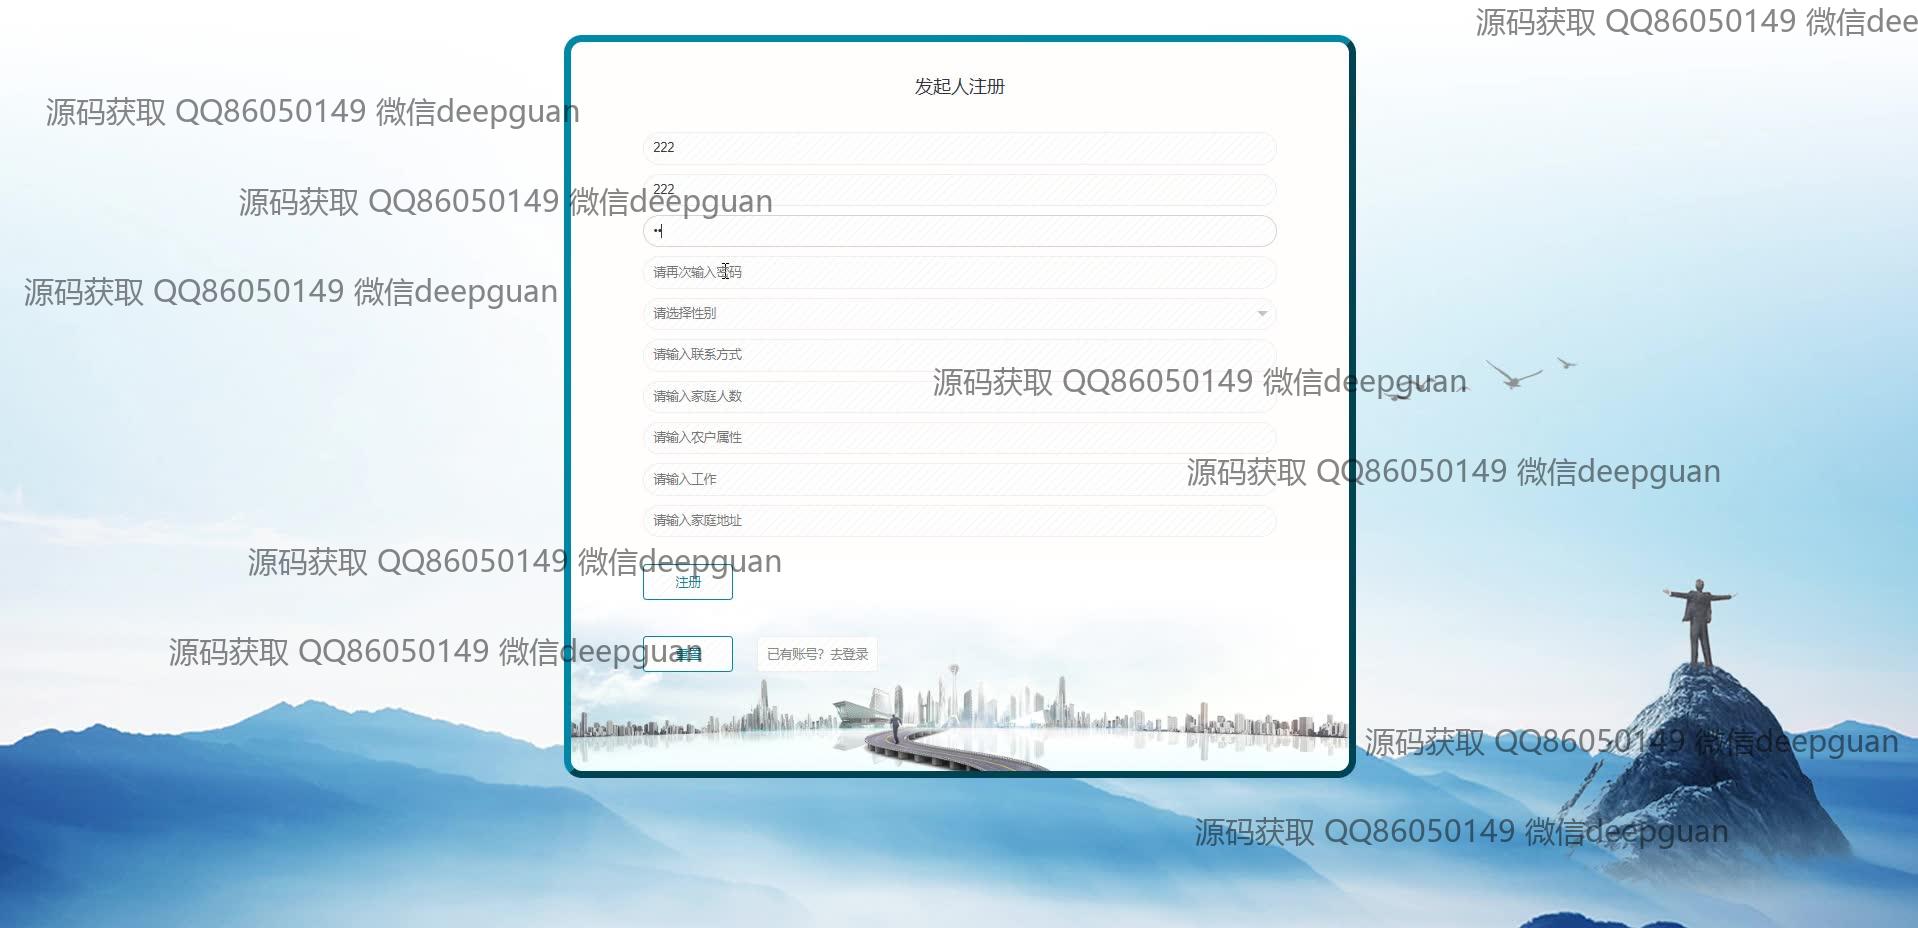 源码获取 QQ86050149 微信dee
发起人注册
源码获取 QQ86050149 微信deepguan
222
222
源码获取 QQ86050149 微信deepguan
••
请再次输入密码
源码获取 QQ86050149 微信deepguan
请选择性别
请输入联系方式
源码获取 QQ86050149 微信deepguan
请输入家庭人数
请输入农户属性
源码获取 QQ86050149 微信deepguan
请输入工作
请输入家庭地址
源码获取 QQ86050149 微信deepguan
注册
源码获取 QQ86050149 微信deepguan
重置
已有账号？去登录
源码获取 QQ86050149 微信deepguan
源码获取 QQ86050149 微信deepguan